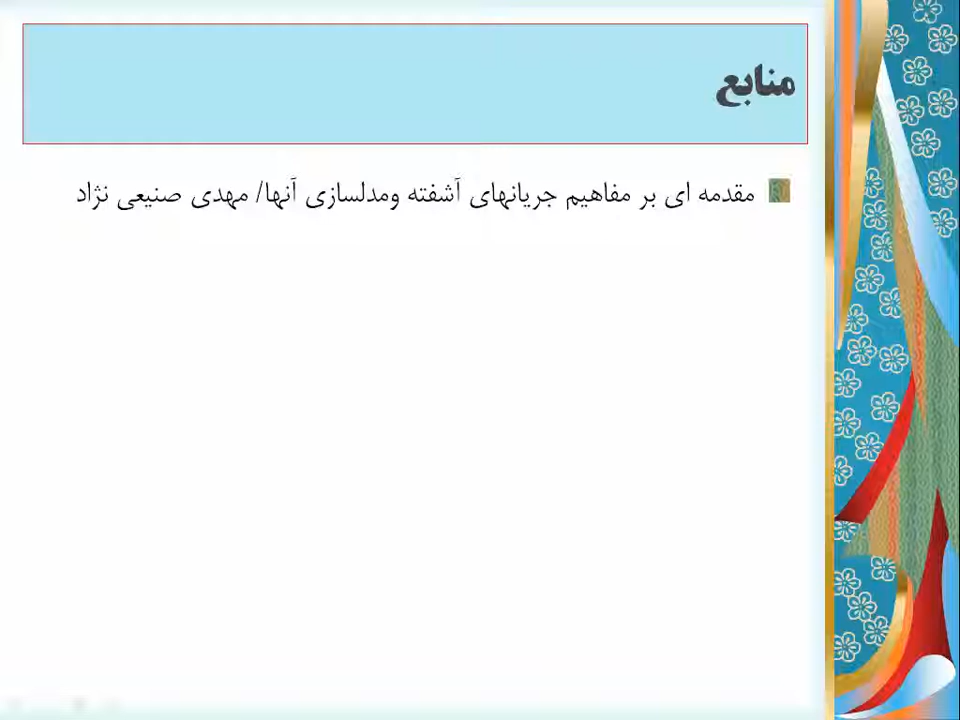 منابع
مقدمه ای بر مفاهیم جریانهای آشفته ومدلسازی آنها/ مهدی صنیعی نژاد